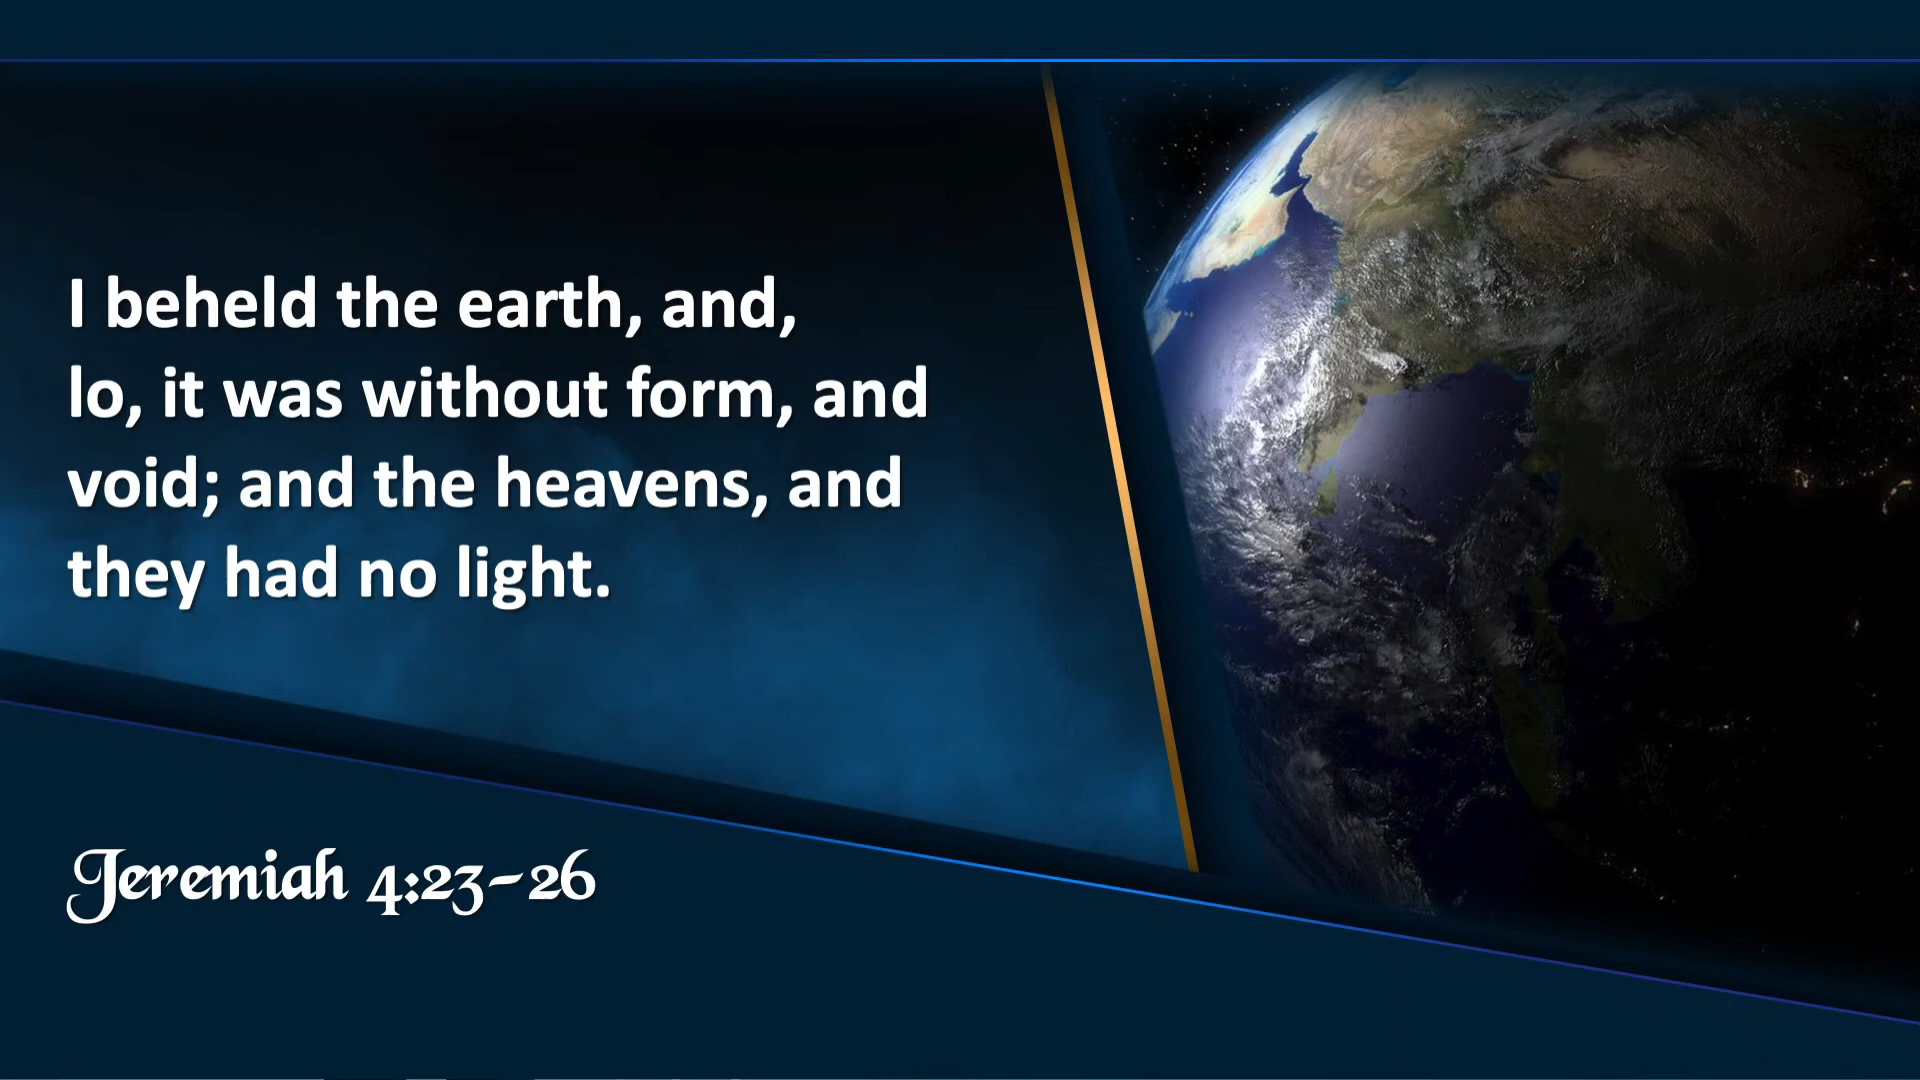 I beheld the earth, and,
lo, it was without form, and
void; and the heavens, and
they had no light.
Jeremiah 4:23-26